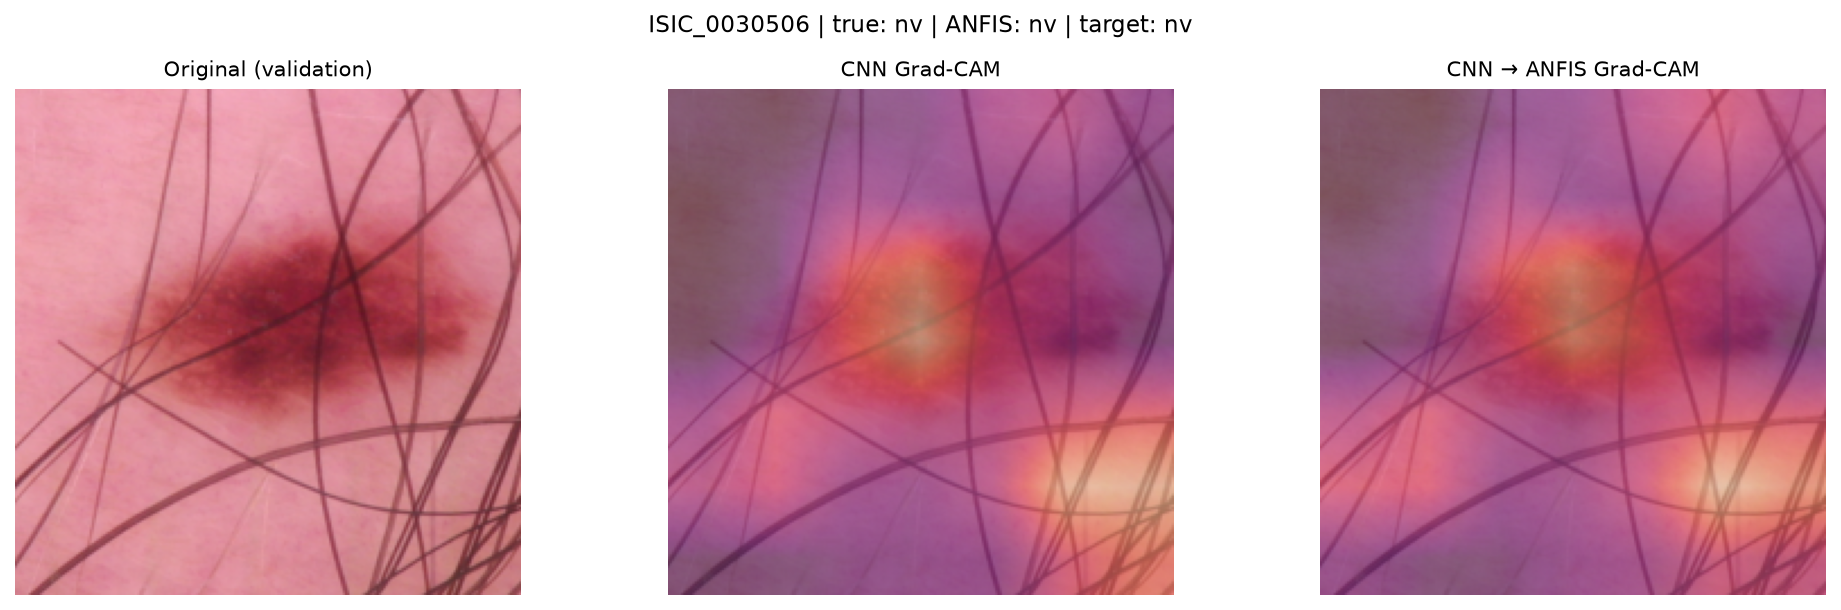 ISIC_0030506 | true: nv | ANFIS: nv | target: nv
Original (validation)
CNN Grad-CAM
CNN → ANFIS Grad-CAM